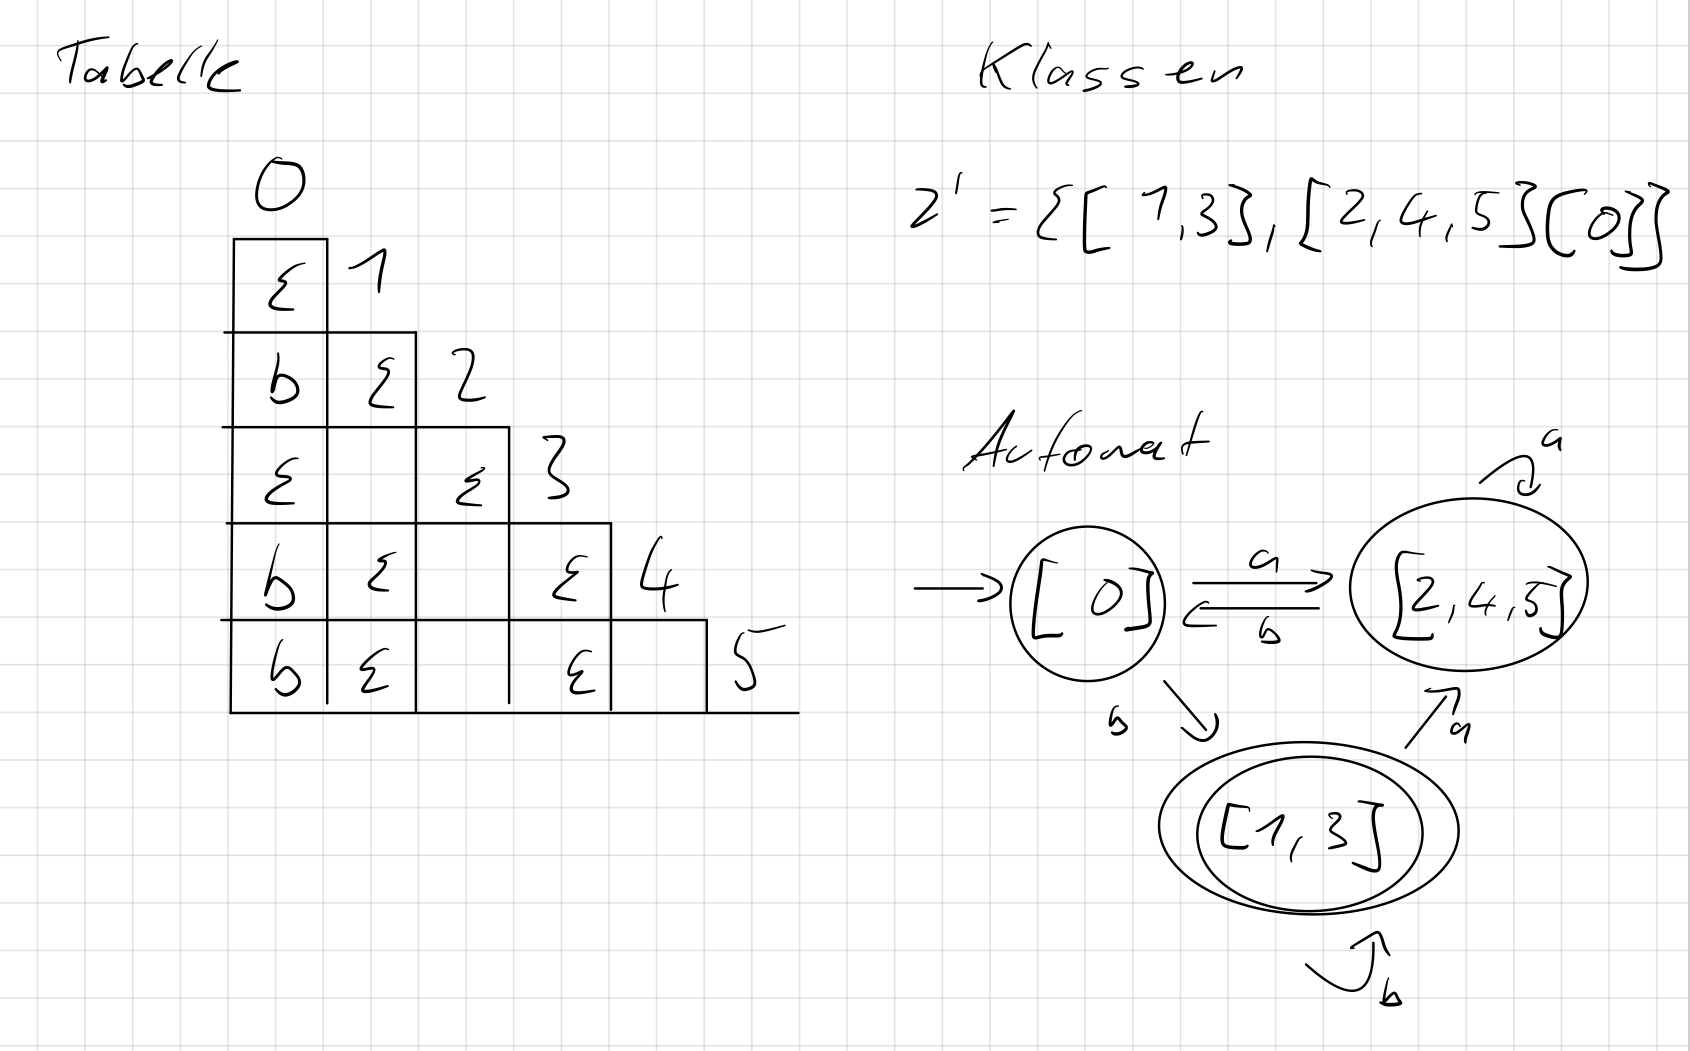 Tabelle
0
ε 1
b ε 2
ε ε 3
b ε ε 4
b ε ε 5
Klassen
2' = {[1,3], [2,4,5][0]}
Automat
a
[0] a [2,4,5]
b
b a
[1,3]
b